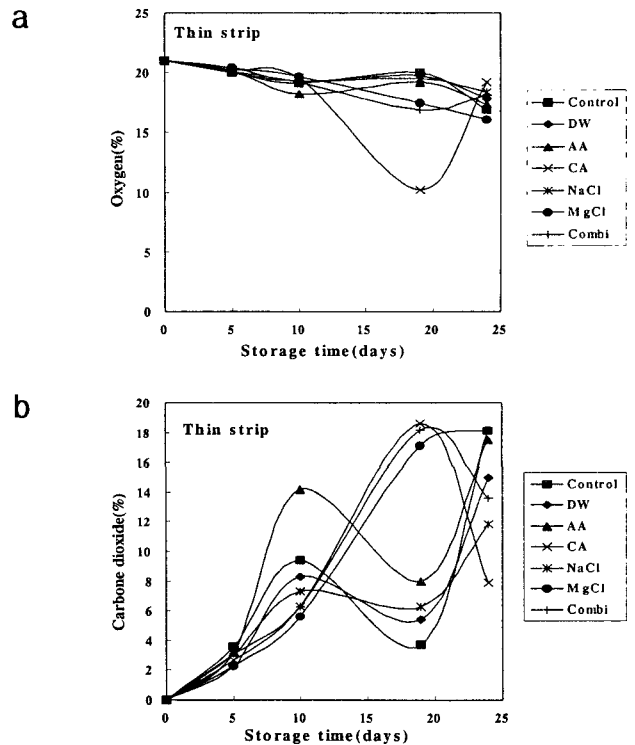 a
Thin strip
25
20
15
10
5
0
Oxygen(%)
0 5 10 15 20 25
Storage time(days)
Control
DW
AA
CA
NaCl
MgCl
Combi
b
Thin strip
20
18
16
14
12
10
8
6
4
2
0
Carbone dioxide(%)
0 5 10 15 20 25
Storage time(days)
Control
DW
AA
CA
NaCl
MgCl
Combi